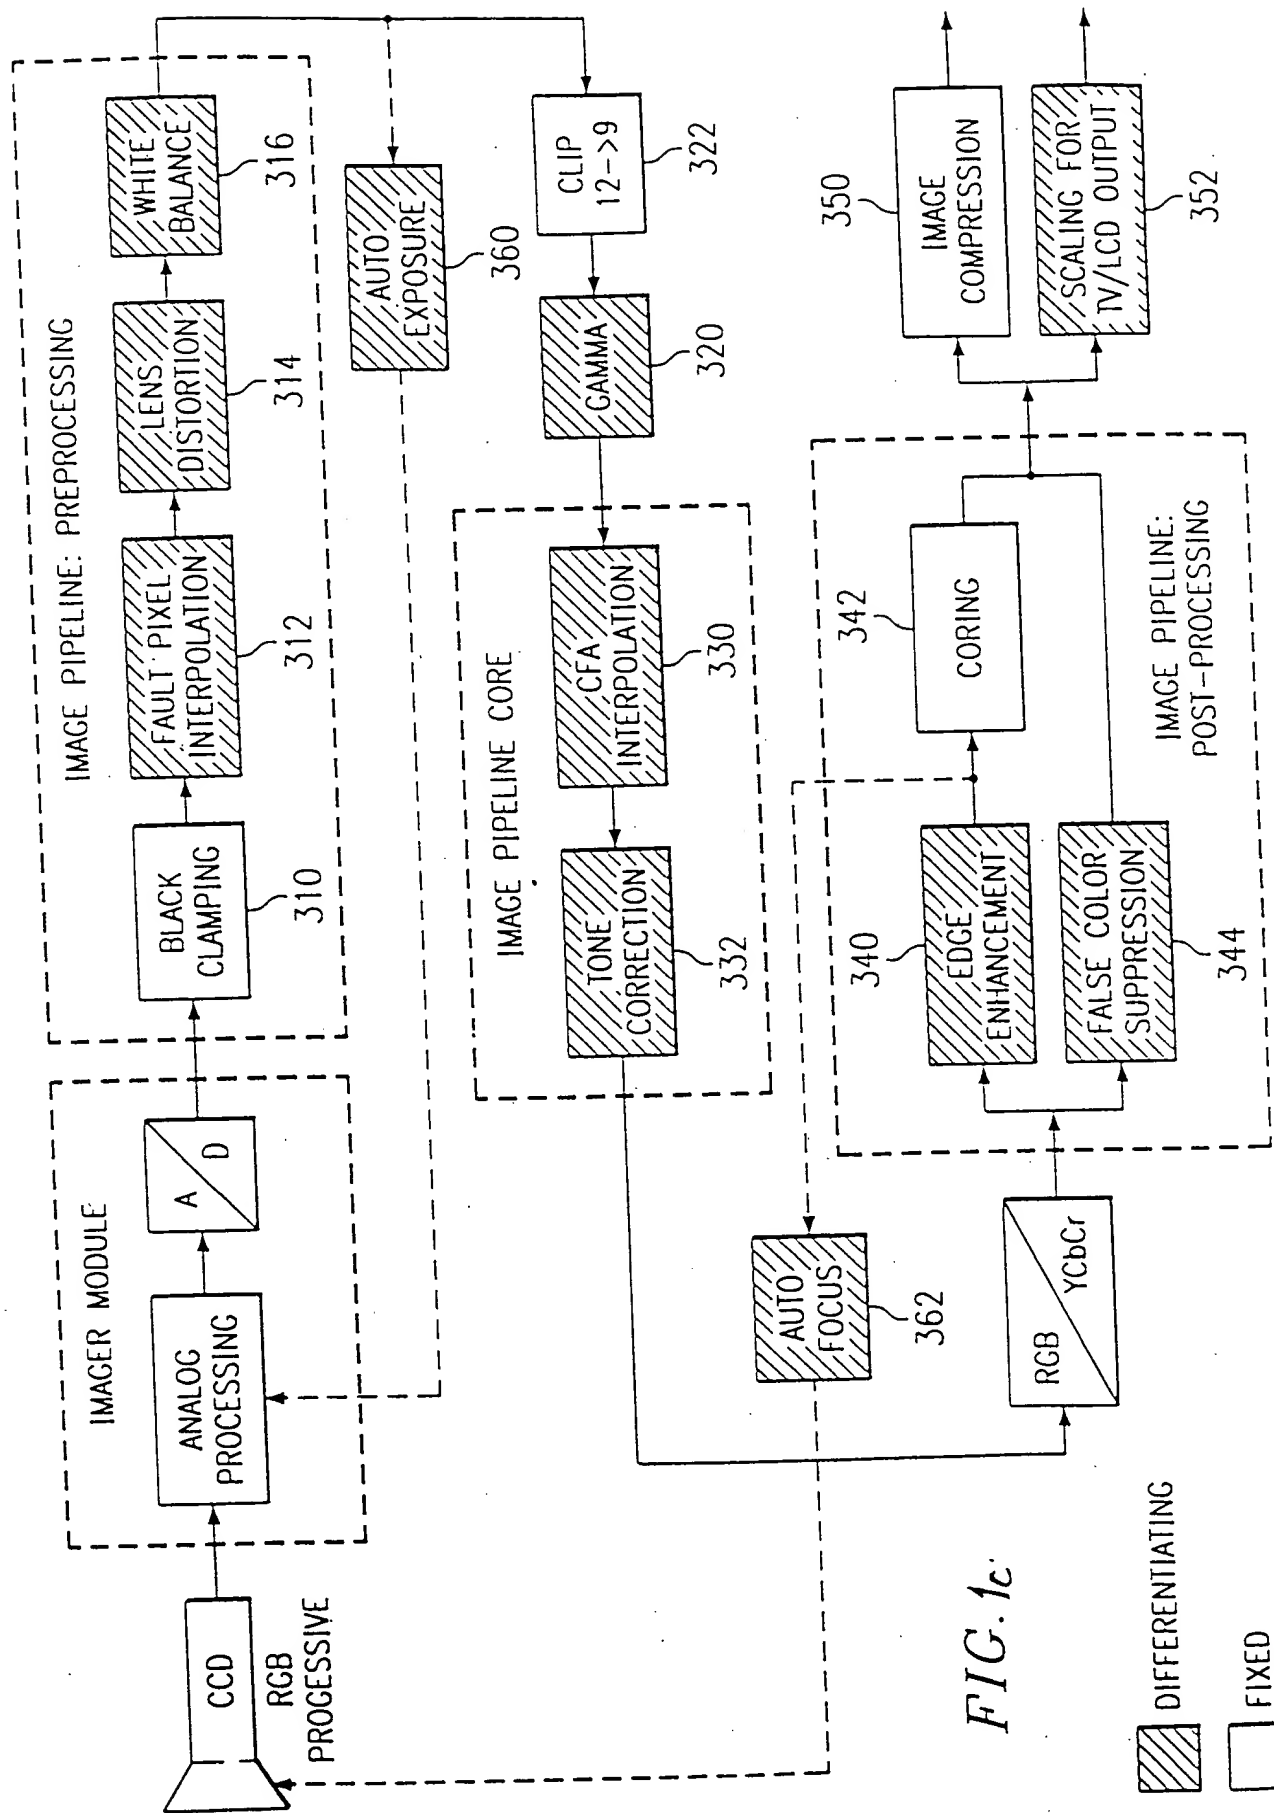 IMAGER MODULE
IMAGE PIPELINE: PREPROCESSING
CCD
RGB
PROGESSIVE
ANALOG
PROCESSING
A
D
BLACK
CLAMPING
310
FAULT PIXEL
INTERPOLATION
312
LENS
DISTORTION
314
WHITE
BALANCE
316
AUTO
EXPOSURE
360
CLIP
12->9
322
GAMMA
320
IMAGE PIPELINE CORE
CFA
INTERPOLATION
330
TONE
CORRECTION
332
AUTO
FOCUS
362
RGB
YCbCr
340
EDGE
ENHANCEMENT
FALSE COLOR
SUPPRESSION
344
342
CORING
IMAGE PIPELINE:
POST-PROCESSING
350
IMAGE
COMPRESSION
SCALING FOR
TV/LCD OUTPUT
352
FIG. 1c
DIFFERENTIATING
FIXED